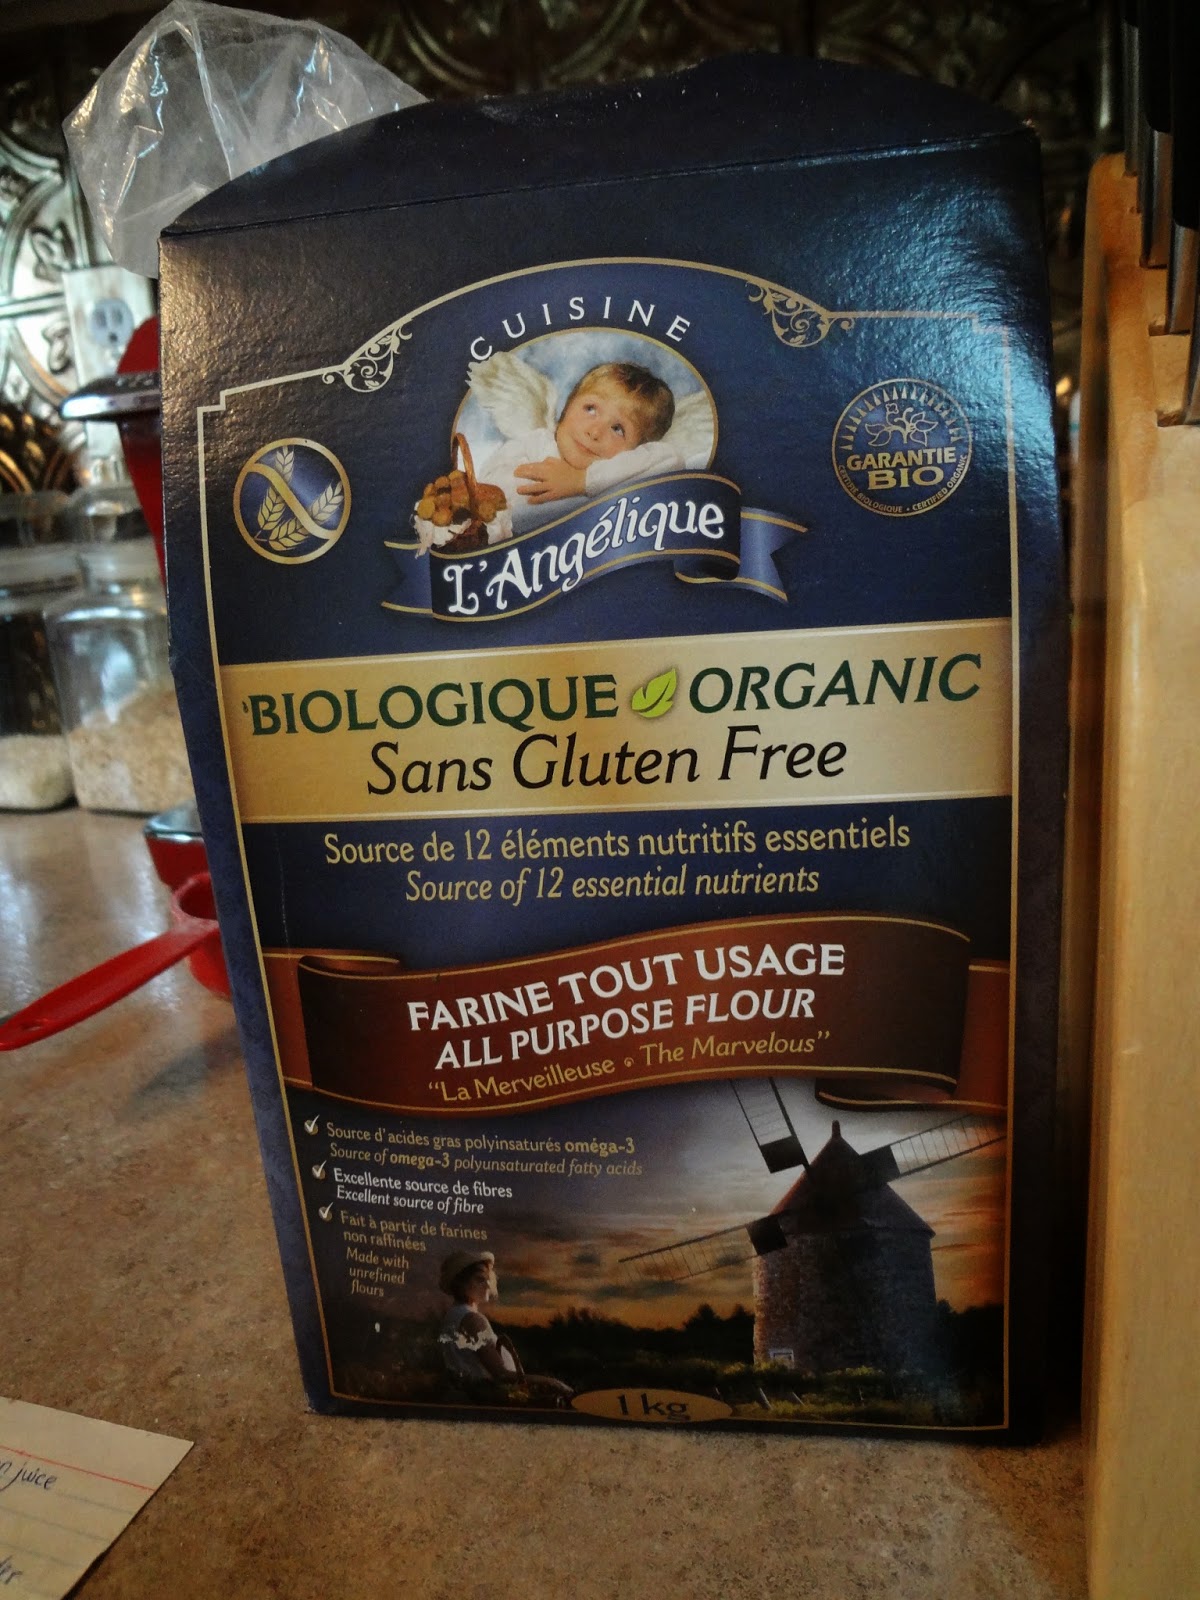 CUISINE
L'Angélique
GARANTIE
BIO
CERTIFIÉ BIOLOGIQUE • CERTIFIED ORGANIC
BIOLOGIQUE ORGANIC
Sans Gluten Free
Source de 12 éléments nutritifs essentiels
Source of 12 essential nutrients
FARINE TOUT USAGE
ALL PURPOSE FLOUR
"La Merveilleuse • The Marvelous"
Source d'acides gras polyinsaturés oméga-3
Source of omega-3 polyunsaturated fatty acids
Excellente source de fibres
Excellent source of fibre
Fait à partir de farines
non raffinées
Made with
unrefined
flours
1 kg
juice